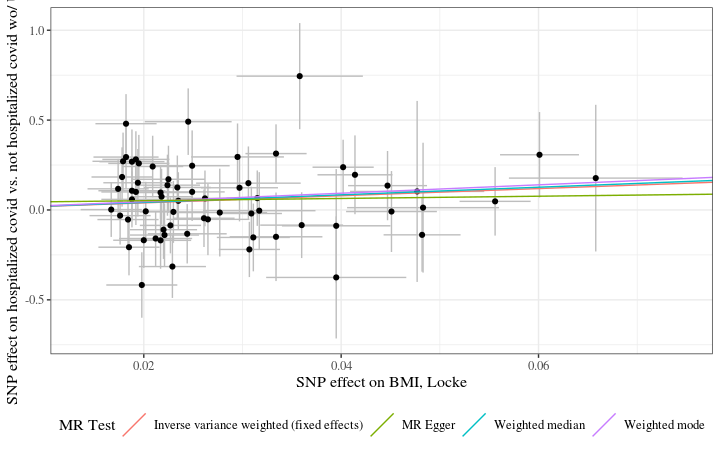 SNP effect on hospitalized covid vs. not hospitalized covid wo/
1.0
0.5
0.0
-0.5
0.02
0.04
0.06
SNP effect on BMI, Locke
MR Test
Inverse variance weighted (fixed effects)
MR Egger
Weighted median
Weighted mode